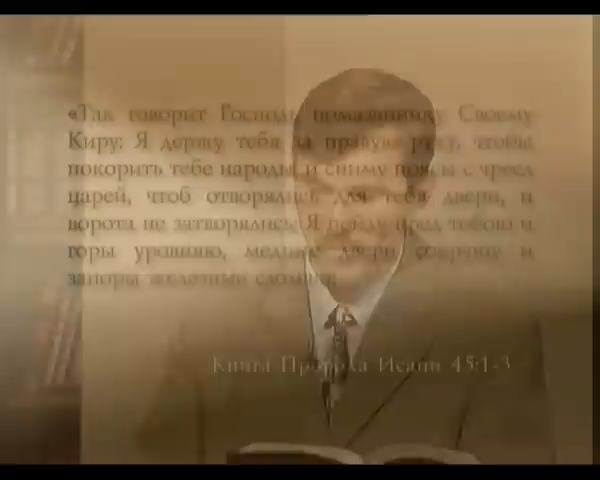 «Так говорит Господь помазаннику Своему
Киру: Я держу тебя за правую руку, чтобы
покорить тебе народы, и сниму поясы с чресл
царей, чтоб отворялись для тебя двери, и
ворота не затворялись. Я пойду пред тобою и
горы уровняю, медные двери сокрушу и
запоры железные сломаю
Книга Пророка Исаии 45:1-3